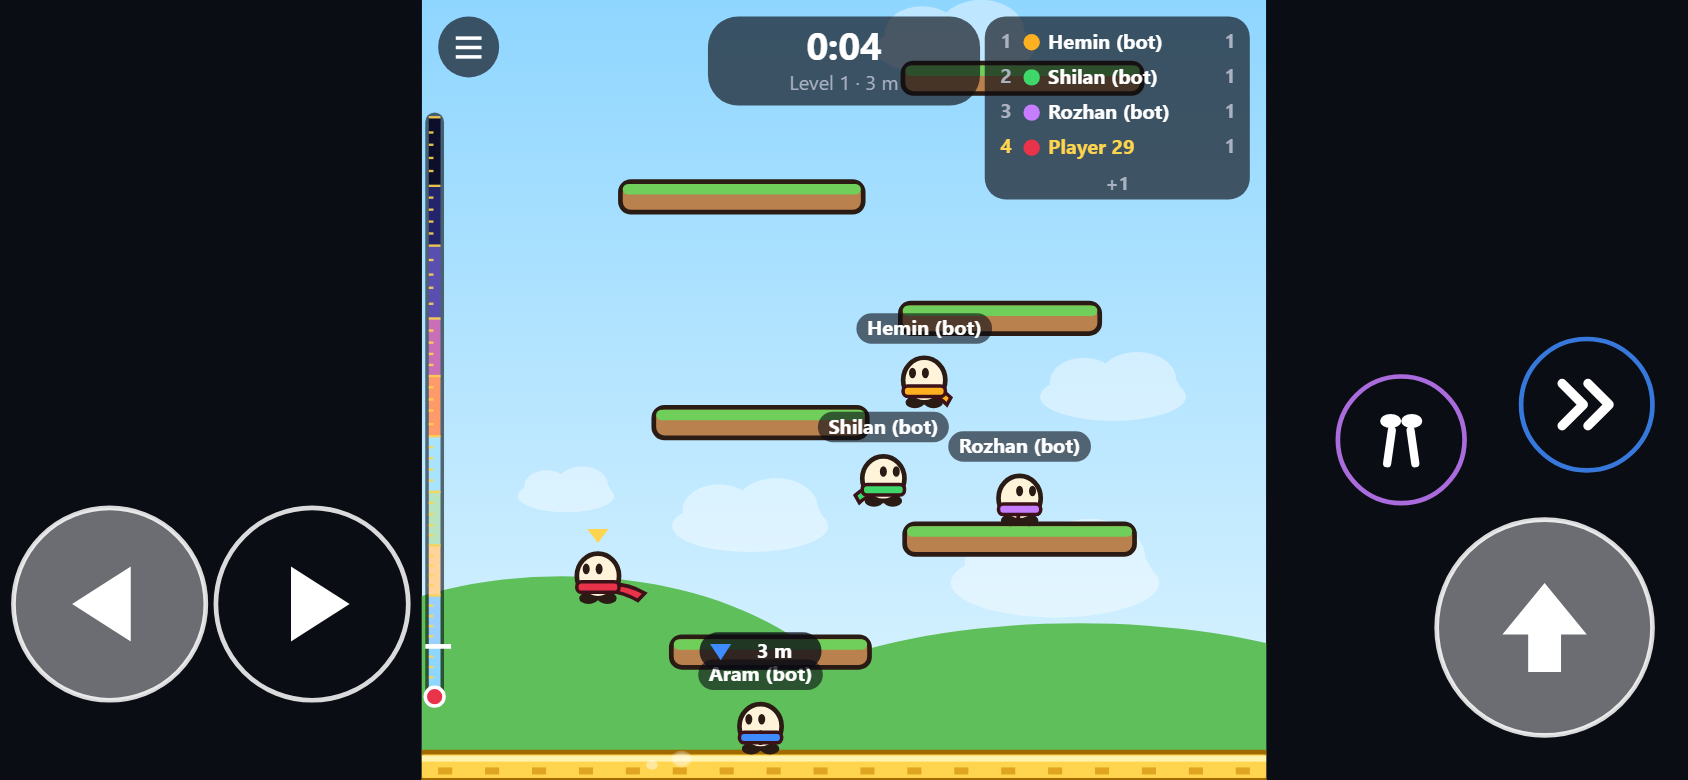 0:04
Level 1 · 3 m
1 Hemin (bot) 1
2 Shilan (bot) 1
3 Rozhan (bot) 1
4 Player 29 1
+1
Hemin (bot)
Shilan (bot)
Rozhan (bot)
3 m
Aram (bot)